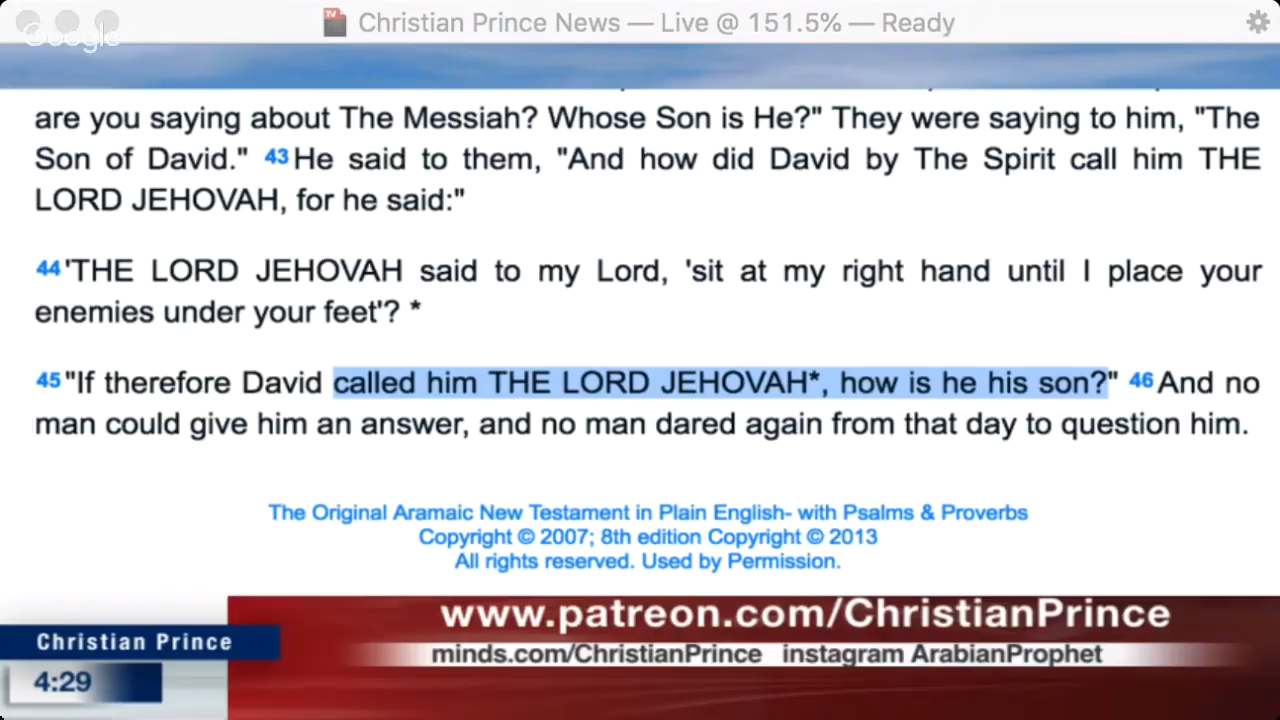 Christian Prince News — Live @ 151.5% — Ready
Google
are you saying about The Messiah? Whose Son is He?" They were saying to him, "The
Son of David." 43 He said to them, "And how did David by The Spirit call him THE
LORD JEHOVAH, for he said:"
44 'THE LORD JEHOVAH said to my Lord, 'sit at my right hand until I place your
enemies under your feet'? *
45 "If therefore David called him THE LORD JEHOVAH*, how is he his son?" 46 And no
man could give him an answer, and no man dared again from that day to question him.
The Original Aramaic New Testament in Plain English- with Psalms & Proverbs
Copyright © 2007; 8th edition Copyright © 2013
All rights reserved. Used by Permission.
www.patreon.com/ChristianPrince
Christian Prince
minds.com/ChristianPrince instagram ArabianProphet
4:29